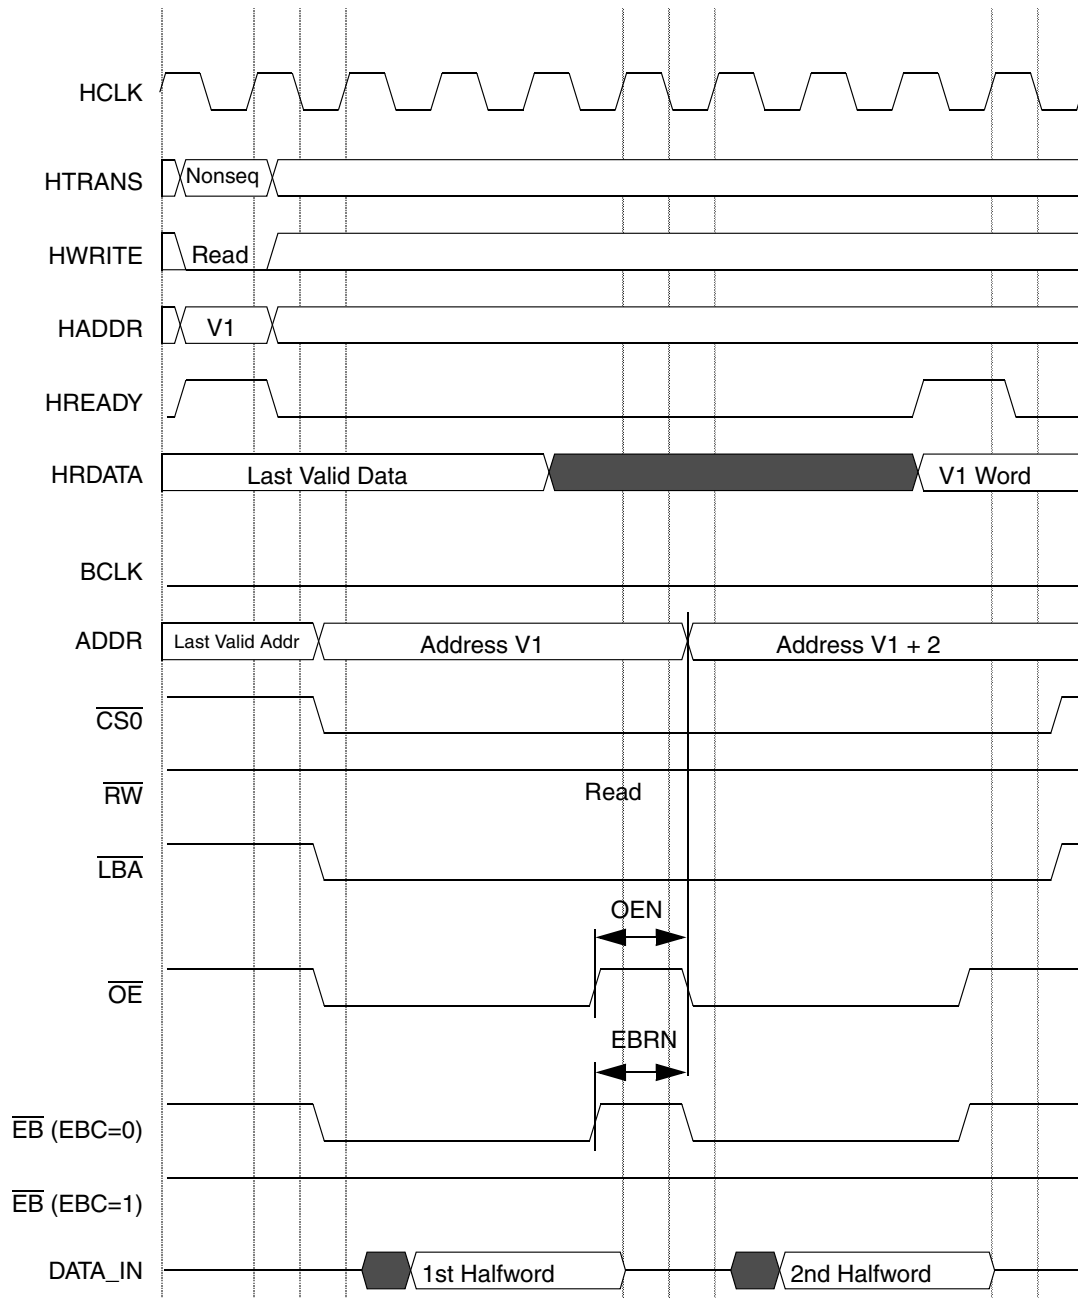 HCLK
HTRANS Nonseq
HWRITE Read
HADDR V1
HREADY
HRDATA Last Valid Data V1 Word
BCLK
ADDR Last Valid Addr Address V1 Address V1 + 2
CS0
RW Read
LBA
OEN
OE
EBRN
EB (EBC=0)
EB (EBC=1)
DATA_IN 1st Halfword 2nd Halfword